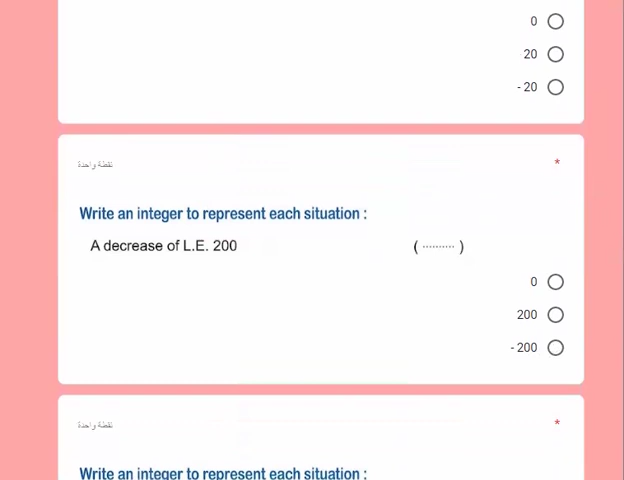 0
20
- 20
نقطة واحدة
*
Write an integer to represent each situation :
A decrease of L.E. 200 ( .......... )
0
200
- 200
نقطة واحدة
*
Write an integer to represent each situation :